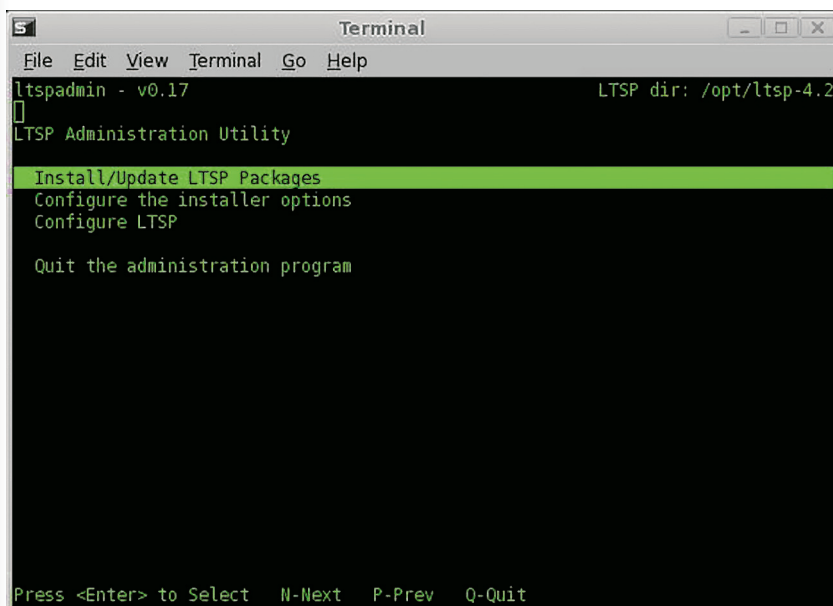 Terminal
File Edit View Terminal Go Help
ltspadmin - v0.17 LTSP dir: /opt/ltsp-4.2
LTSP Administration Utility
Install/Update LTSP Packages
Configure the installer options
Configure LTSP
Quit the administration program
Press <Enter> to Select N-Next P-Prev Q-Quit